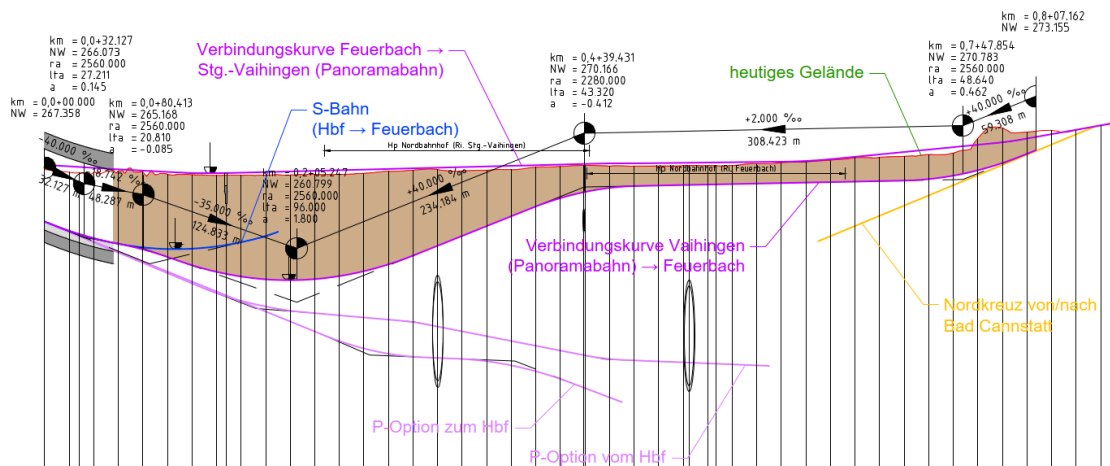 km = 0,0+32.127
NW = 266.073
ra = 2560.000
lta = 27.211
a = 0.145
km = 0,0+00.000
NW = 267.358
km = 0,0+80.413
NW = 265.168
ra = 2560.000
lta = 20.810
a = -0.085
Verbindungskurve Feuerbach →
Stg.-Vaihingen (Panoramabahn)
S-Bahn
(Hbf → Feuerbach)
km = 0,4+39.431
NW = 270.166
ra = 2280.000
lta = 43.320
a = -0.412
heutiges Gelände
km = 0,8+07.162
NW = 273.155
km = 0,7+47.854
NW = 270.783
ra = 2560.000
lta = 48.640
a = 0.462
+40.000 ‰
59.308 m
+2.000 ‰
308.423 m
Hp Nordbahnhof (Ri. Stg.-Vaihingen)
Hp Nordbahnhof (Ri. Feuerbach)
-40.000 ‰
32.127 m
-18.742 ‰
48.287 m
-35.000 ‰
124.833 m
km = 0,2+05.247
NW = 260.799
ra = 2560.000
lta = 96.000
a = 1.800
+40.000 ‰
234.184 m
Verbindungskurve Vaihingen
(Panoramabahn) → Feuerbach
Nordkreuz von/nach
Bad Cannstatt
P-Option zum Hbf
P-Option vom Hbf